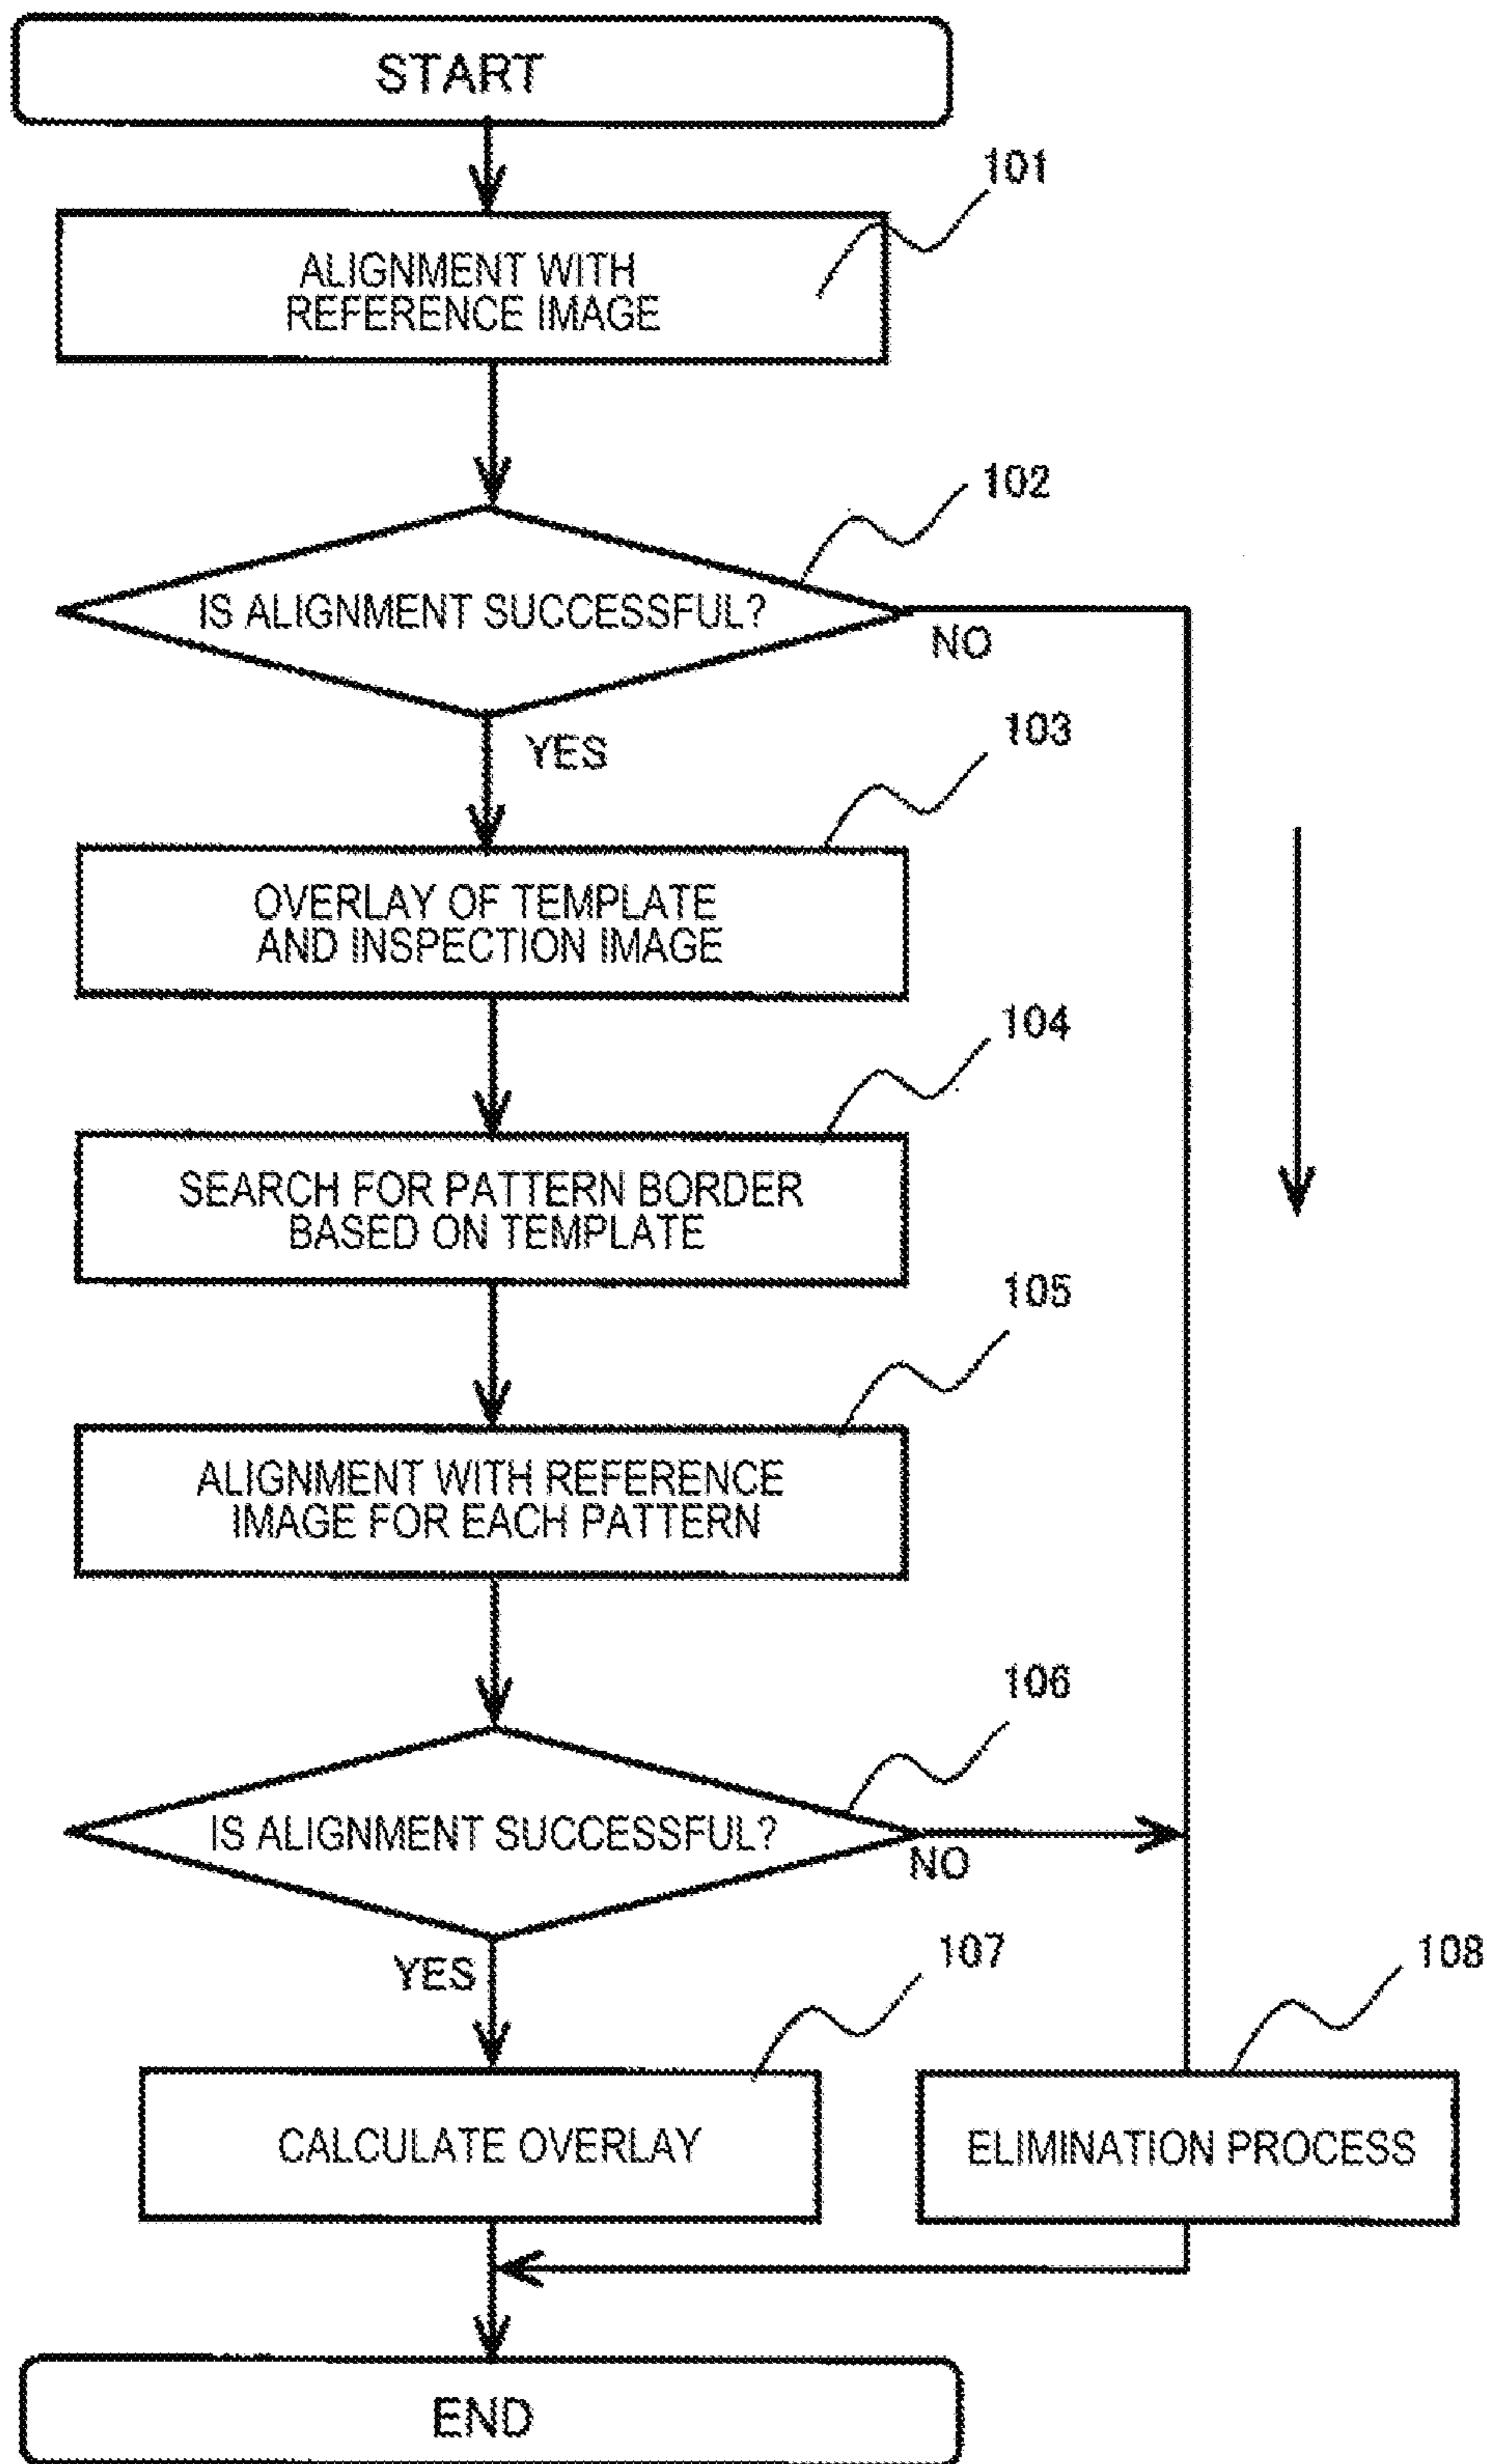 START
101
ALIGNMENT WITH
REFERENCE IMAGE
102
IS ALIGNMENT SUCCESSFUL?
NO
YES
103
OVERLAY OF TEMPLATE
AND INSPECTION IMAGE
104
SEARCH FOR PATTERN BORDER
BASED ON TEMPLATE
105
ALIGNMENT WITH REFERENCE
IMAGE FOR EACH PATTERN
106
IS ALIGNMENT SUCCESSFUL?
NO
YES
107
108
CALCULATE OVERLAY
ELIMINATION PROCESS
END